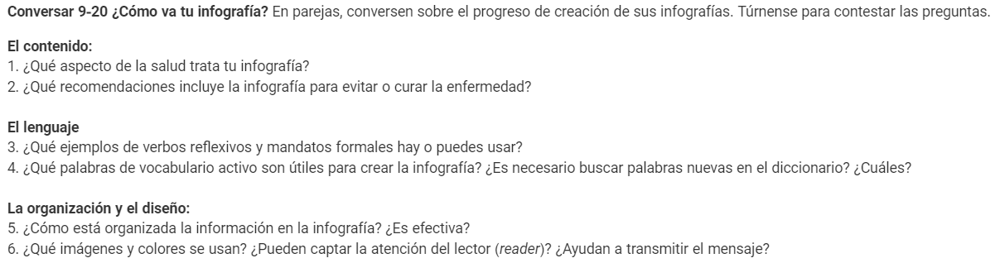 Conversar 9-20 ¿Cómo va tu infografía? En parejas, conversen sobre el progreso de creación de sus infografías. Túrnense para contestar las preguntas.
El contenido:
1. ¿Qué aspecto de la salud trata tu infografía?
2. ¿Qué recomendaciones incluye la infografía para evitar o curar la enfermedad?
El lenguaje
3. ¿Qué ejemplos de verbos reflexivos y mandatos formales hay o puedes usar?
4. ¿Qué palabras de vocabulario activo son útiles para crear la infografía? ¿Es necesario buscar palabras nuevas en el diccionario? ¿Cuáles?
La organización y el diseño:
5. ¿Cómo está organizada la información en la infografía? ¿Es efectiva?
6. ¿Qué imágenes y colores se usan? ¿Pueden captar la atención del lector (reader)? ¿Ayudan a transmitir el mensaje?